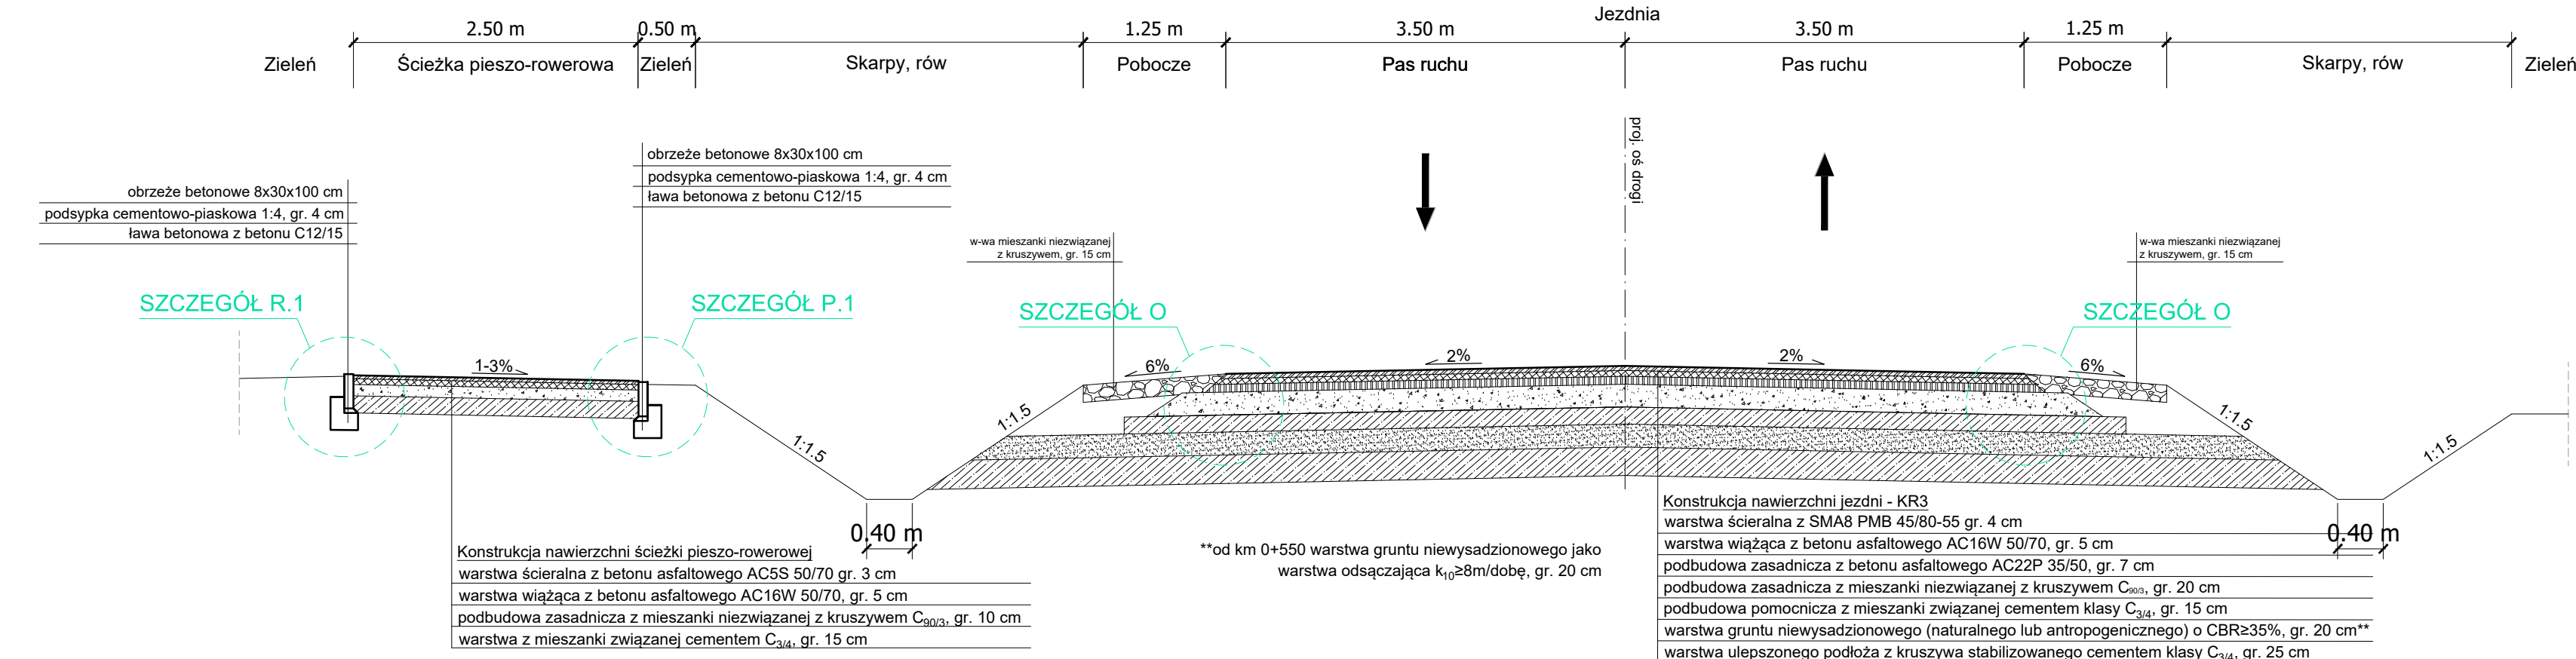 Jezdnia
2.50 m
0.50 m
1.25 m
3.50 m
3.50 m
1.25 m
Zieleń
Ścieżka pieszo-rowerowa
Zieleń
Skarpy, rów
Pobocze
Pas ruchu
Pas ruchu
Pobocze
Skarpy, rów
Zieleń
proj. oś drogi
obrzeże betonowe 8x30x100 cm
podsypka cementowo-piaskowa 1:4, gr. 4 cm
ława betonowa z betonu C12/15
obrzeże betonowe 8x30x100 cm
podsypka cementowo-piaskowa 1:4, gr. 4 cm
ława betonowa z betonu C12/15
w-wa mieszanki niezwiązanej
z kruszywem, gr. 15 cm
w-wa mieszanki niezwiązanej
z kruszywem, gr. 15 cm
SZCZEGÓŁ R.1
SZCZEGÓŁ P.1
SZCZEGÓŁ O
SZCZEGÓŁ O
1-3%
6%
2%
2%
6%
1:1.5
1:1.5
1:1.5
1:1.5
0.40 m
0.40 m
Konstrukcja nawierzchni ścieżki pieszo-rowerowej
warstwa ścieralna z betonu asfaltowego AC5S 50/70 gr. 3 cm
warstwa wiążąca z betonu asfaltowego AC16W 50/70, gr. 5 cm
podbudowa zasadnicza z mieszanki niezwiązanej z kruszywem C90/3, gr. 10 cm
warstwa z mieszanki związanej cementem C3/4, gr. 15 cm
**od km 0+550 warstwa gruntu niewysadzionowego jako
warstwa odsączająca k10≥8m/dobę, gr. 20 cm
Konstrukcja nawierzchni jezdni - KR3
warstwa ścieralna z SMA8 PMB 45/80-55 gr. 4 cm
warstwa wiążąca z betonu asfaltowego AC16W 50/70, gr. 5 cm
podbudowa zasadnicza z betonu asfaltowego AC22P 35/50, gr. 7 cm
podbudowa zasadnicza z mieszanki niezwiązanej z kruszywem C90/3, gr. 20 cm
podbudowa pomocnicza z mieszanki związanej cementem klasy C3/4, gr. 15 cm
warstwa gruntu niewysadzionowego (naturalnego lub antropogenicznego) o CBR≥35%, gr. 20 cm**
warstwa ulepszonego podłoża z kruszywa stabilizowanego cementem klasy C3/4, gr. 25 cm